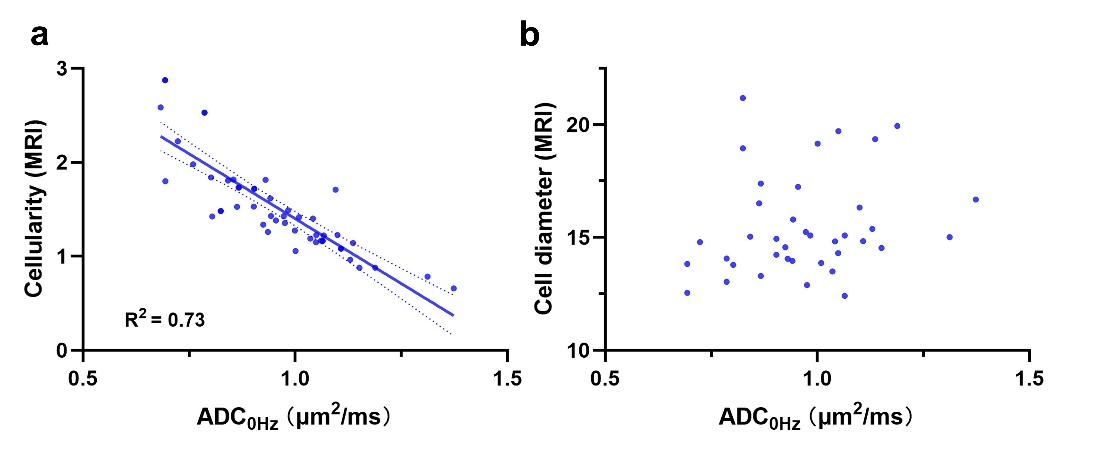 a
b
Cellularity (MRI)
3
2
1
0
R² = 0.73
0.5
1.0
1.5
ADC₀Hz (μm²/ms)
Cell diameter (MRI)
20
15
10
0.5
1.0
1.5
ADC₀Hz (μm²/ms)